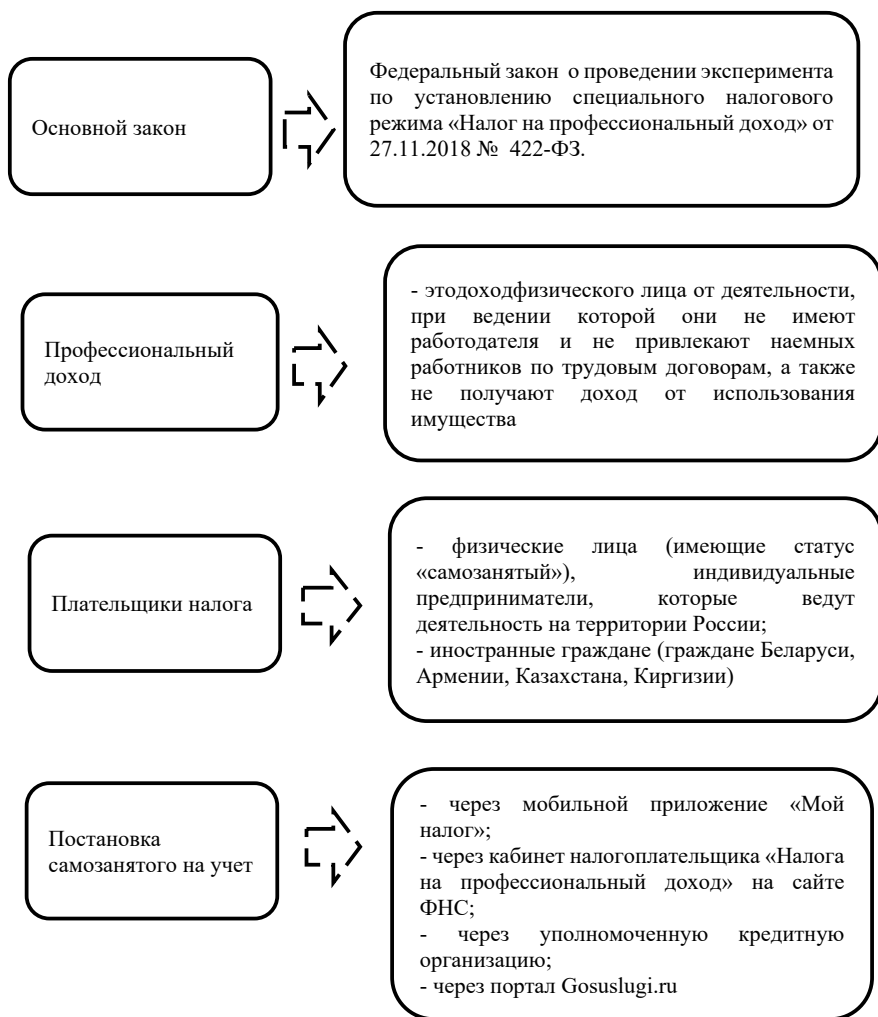 Основной закон
Федеральный закон о проведении эксперимента
по установлению специального налогового
режима «Налог на профессиональный доход» от
27.11.2018 № 422-ФЗ.
Профессиональный
доход
- этодоходфизического лица от деятельности,
при ведении которой они не имеют
работодателя и не привлекают наемных
работников по трудовым договорам, а также
не получают доход от использования
имущества
Плательщики налога
- физические лица (имеющие статус
«самозанятый»), индивидуальные
предприниматели, которые ведут
деятельность на территории России;
- иностранные граждане (граждане Беларуси,
Армении, Казахстана, Киргизии)
Постановка
самозанятого на учет
- через мобильной приложение «Мой
налог»;
- через кабинет налогоплательщика «Налога
на профессиональный доход» на сайте
ФНС;
- через уполномоченную кредитную
организацию;
- через портал Gosuslugi.ru